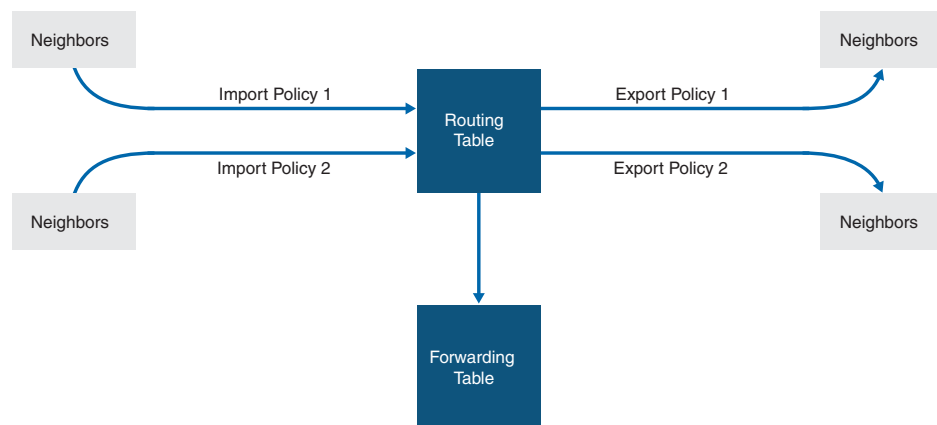 Neighbors
Neighbors
Import Policy 1
Export Policy 1
Routing
Table
Import Policy 2
Export Policy 2
Neighbors
Neighbors
Forwarding
Table